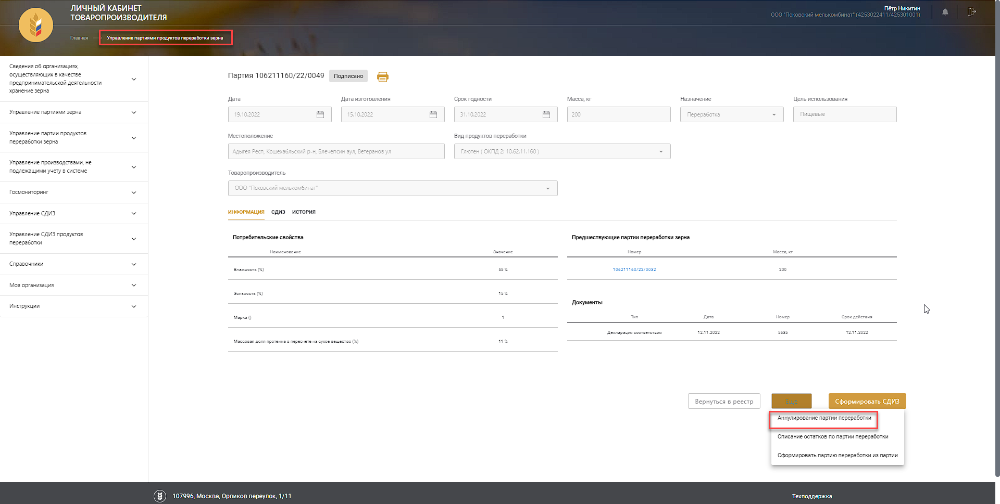 ЛИЧНЫЙ КАБИНЕТ
ТОВАРОПРОИЗВОДИТЕЛЯ
Пётр Никитин
ООО "Псковский мелькомбинат" (4253022411/425301001)
Главная
Управление партиями продуктов переработки зерна
Сведения об организациях,
осуществляющих в качестве
предпринимательской деятельности
хранение зерна
Управление партиями зерна
Управление партии продуктов
переработки зерна
Управление производствами, не
подлежащими учету в системе
Госмониторинг
Управление СДИЗ
Управление СДИЗ продуктов
переработки
Справочники
Моя организация
Инструкции
Партия 106211160/22/0049 Подписано
Дата Дата изготовления Срок годности Масса, кг Назначение Цель использования
19.10.2022 15.10.2022 31.10.2022 200 Переработка Пищевые
Местоположение Вид продуктов переработки
Адыгея Респ, Кошехабльский р-н, Блечепсин аул, Ветеранов ул Глютен ( ОКПД 2: 10.62.11.160 )
Товаропроизводитель
ООО "Псковский мелькомбинат"
ИНФОРМАЦИЯ СДИЗ ИСТОРИЯ
Потребительские свойства
Наименование Значение
Влажность (%) 55 %
Зольность (%) 15 %
Марка () 1
Массовая доля протеина в пересчете на сухое вещество (%) 11 %
Предшествующие партии переработки зерна
Номер Масса, кг
106211160/22/0032 200
Документы
Тип Дата Номер Срок действия
Декларация соответствия 12.11.2022 5535 12.11.2022
Вернуться в реестр Еще Сформировать СДИЗ
Аннулирование партии переработки
Списание остатков по партии переработки
Сформировать партию переработки из партии
107996, Москва, Орликов переулок, 1/11
Техподдержка